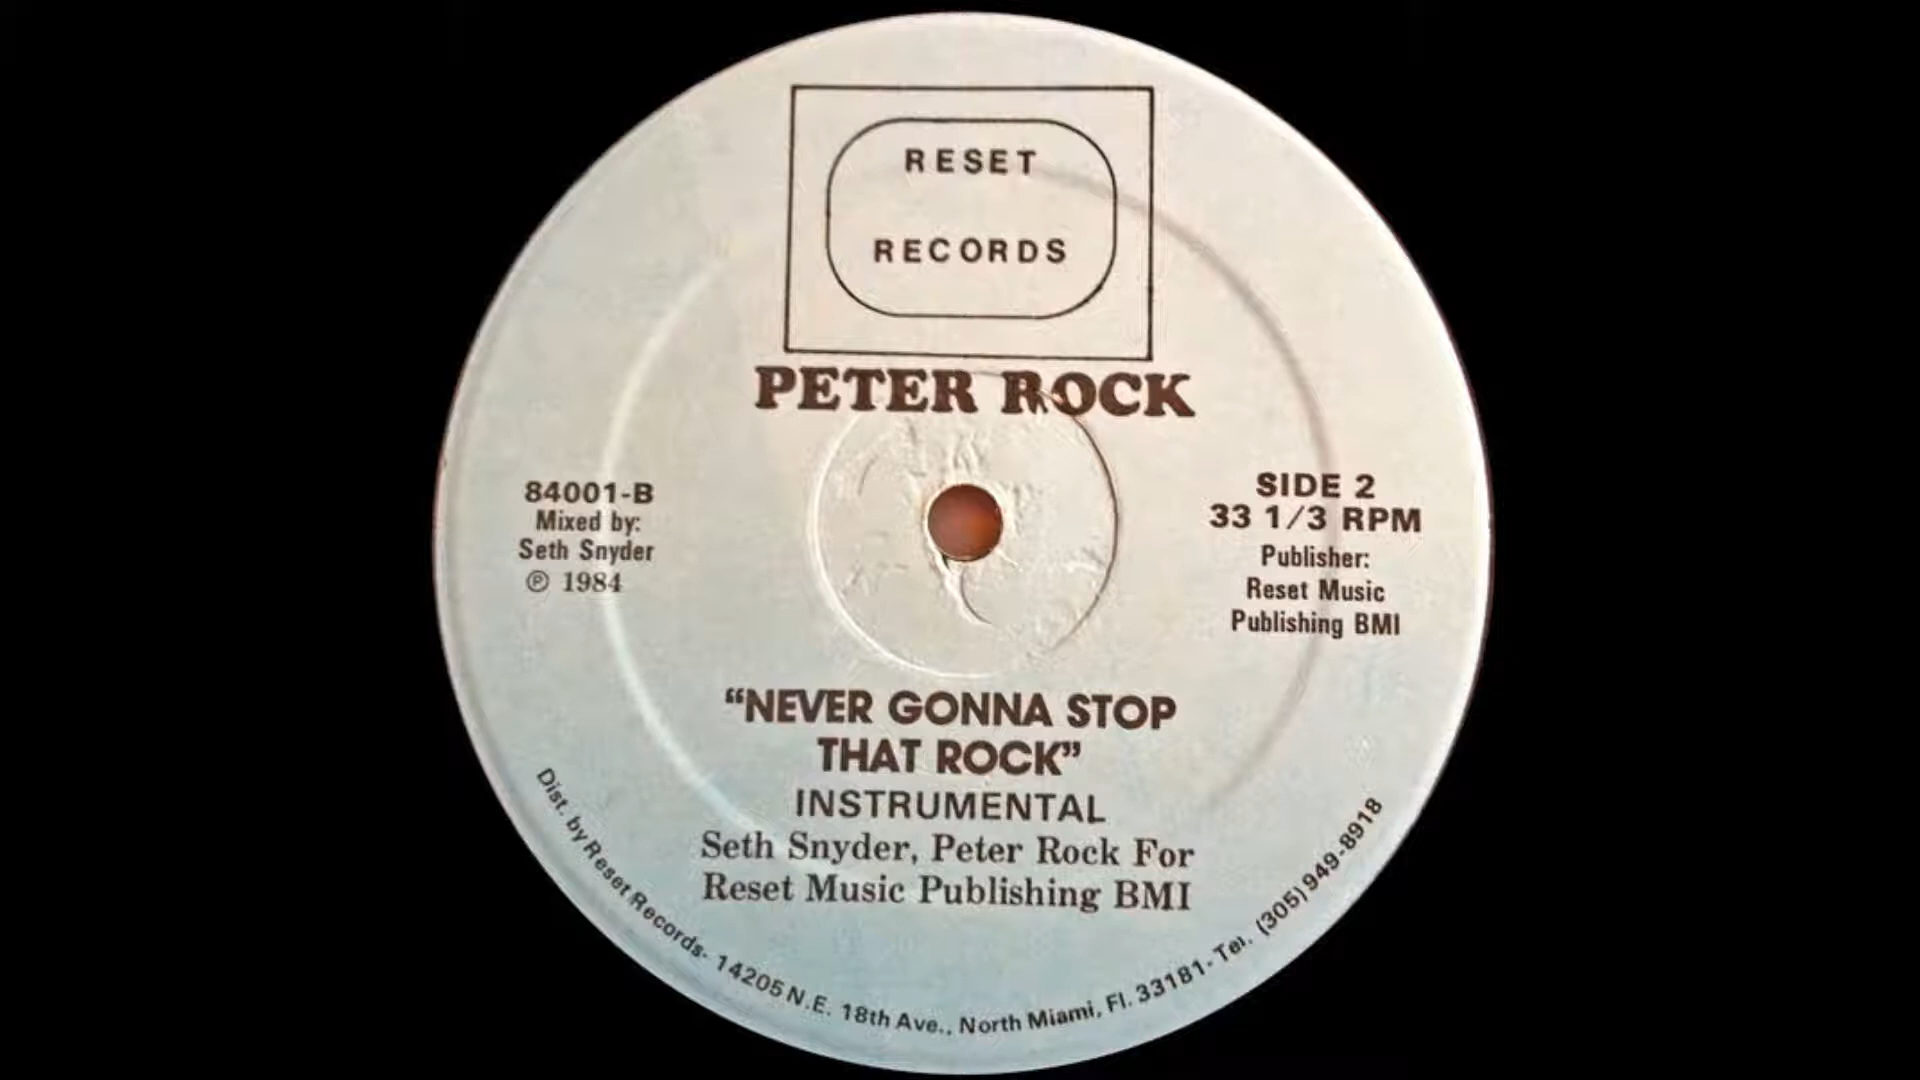 RESET
RECORDS
PETER ROCK
84001-B
Mixed by:
Seth Snyder
℗ 1984
SIDE 2
33 1/3 RPM
Publisher:
Reset Music
Publishing BMI
“NEVER GONNA STOP
THAT ROCK”
INSTRUMENTAL
Seth Snyder, Peter Rock For
Reset Music Publishing BMI
Dist. by Reset Records- 14205 N.E. 18th Ave., North Miami, Fl. 33181- Tel. (305) 949-8918